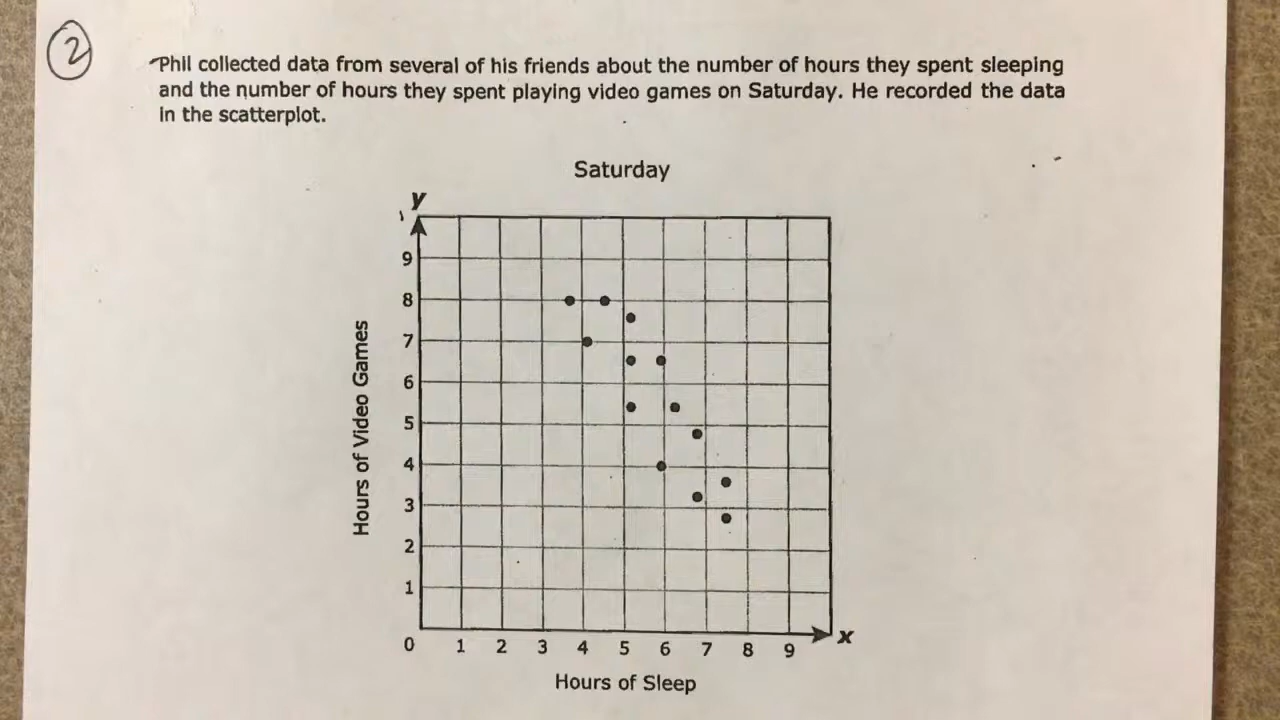 2
Phil collected data from several of his friends about the number of hours they spent sleeping
and the number of hours they spent playing video games on Saturday. He recorded the data
in the scatterplot.
Saturday
y
9
8
7
6
5
4
3
2
1
Hours of Video Games
0 1 2 3 4 5 6 7 8 9 x
Hours of Sleep